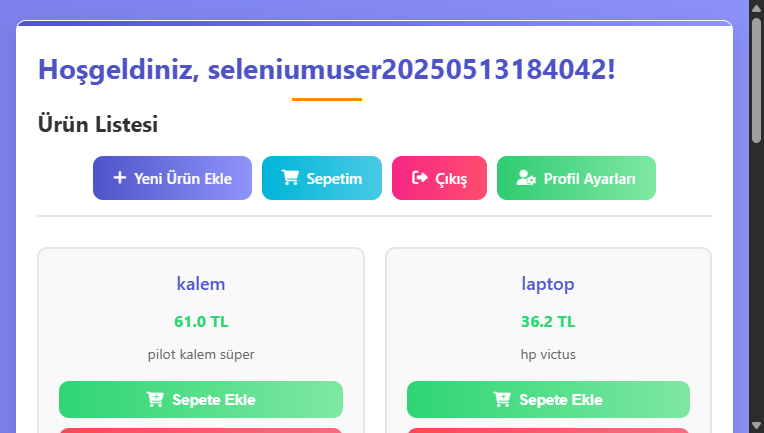 Hoşgeldiniz, seleniumuser20250513184042!
Ürün Listesi
Yeni Ürün Ekle
Sepetim
Çıkış
Profil Ayarları
kalem
61.0 TL
pilot kalem süper
Sepete Ekle
laptop
36.2 TL
hp victus
Sepete Ekle